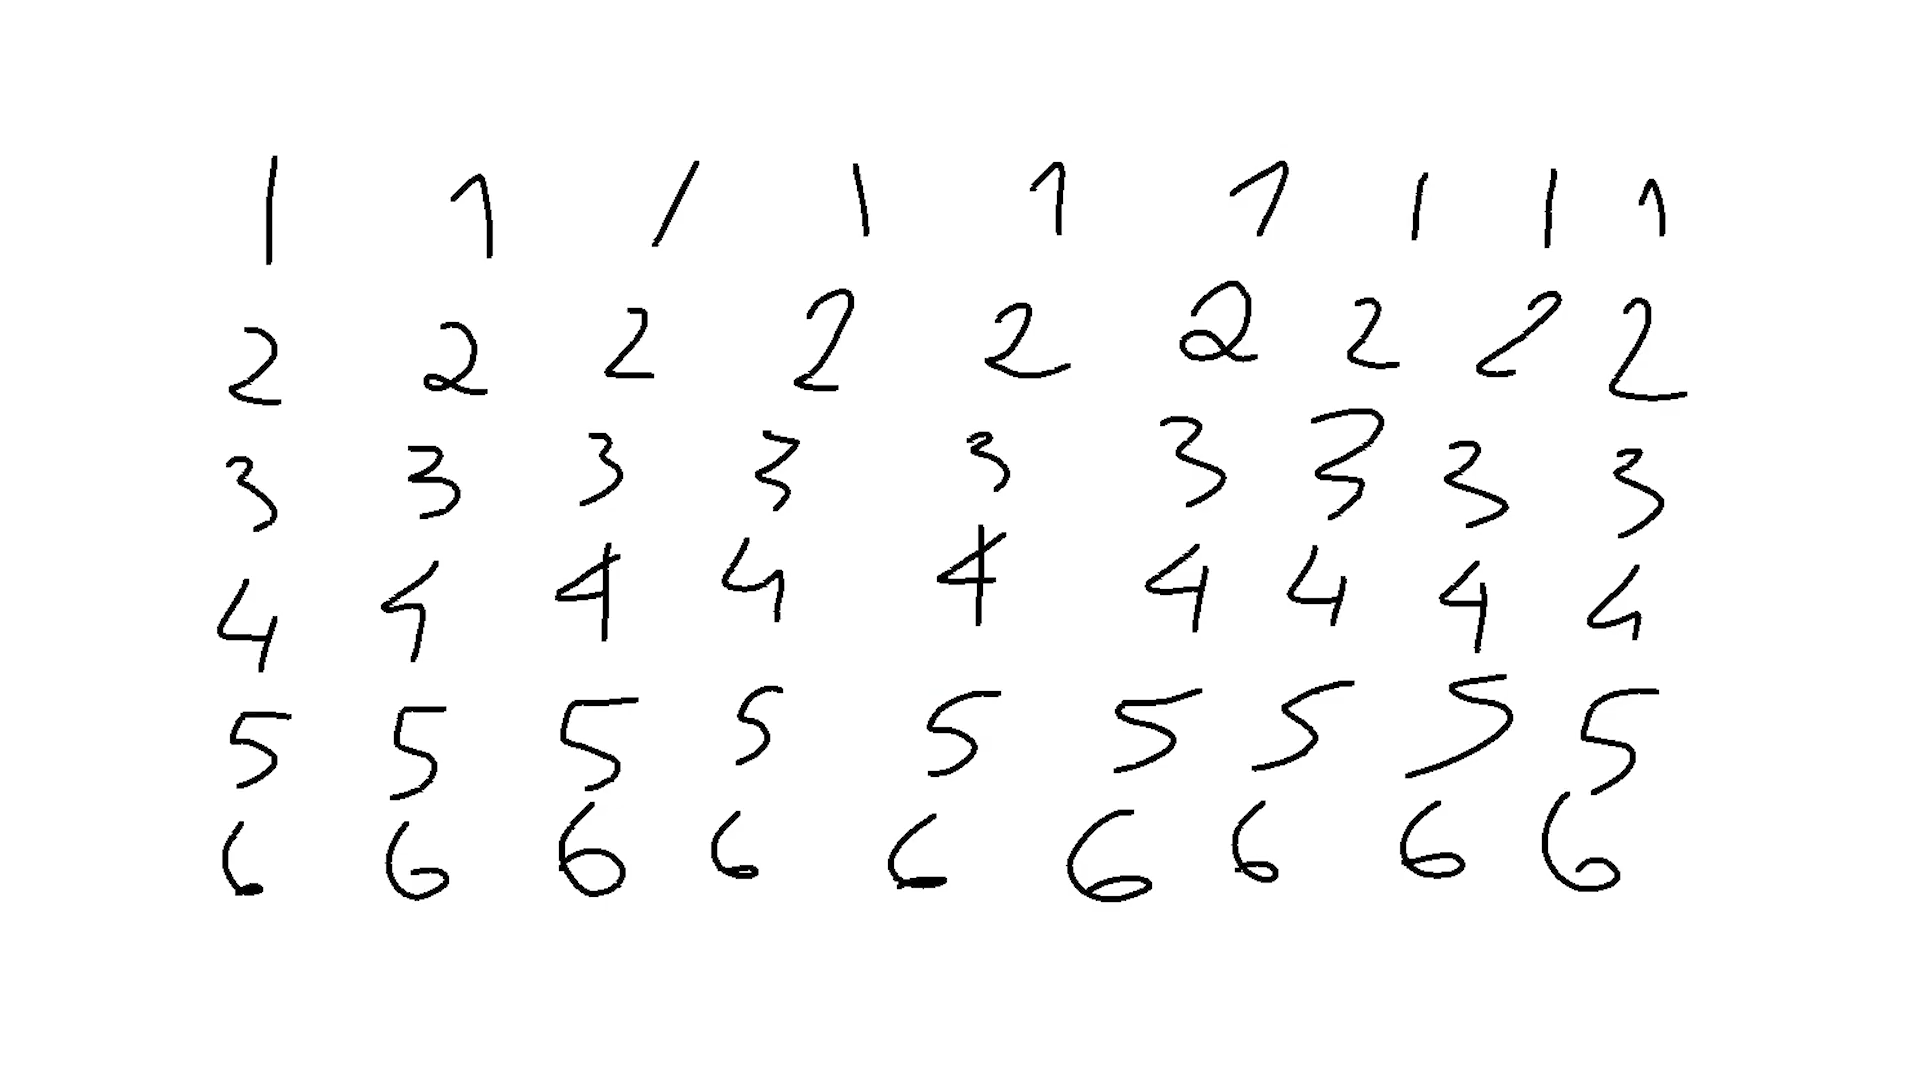 1 1 1 1 1 1 1 1 1
2 2 2 2 2 2 2 2 2
3 3 3 3 3 3 3 3 3
4 4 4 4 4 4 4 4 4
5 5 5 5 5 5 5 5 5
6 6 6 6 6 6 6 6 6